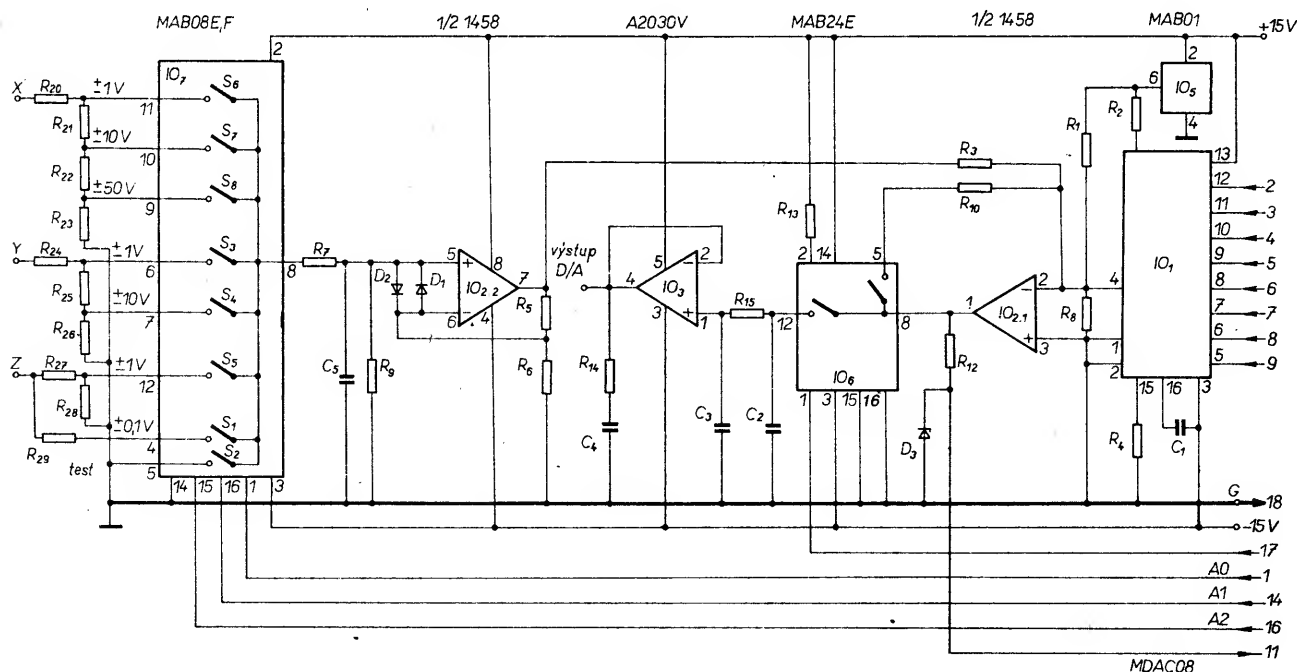 MAB08E,F 1/2 1458 A2030V MAB24E 1/2 1458 MAB01
+15V
2
IO7
X R20 ±1V 11 S6
R21 ±10V 10 S7
R22 ±50V 9 S8
R23
Y R24 ±1V 6 S3
R25 ±10V 7 S4
R26
Z R27 ±1V 12 S5
R28 ±0,1V 4 S1
R29 test 5 S2
14 15 16 1 3
8 R7
C5 R9
D2 D1
5 + 8 7
6 - 4
IO2.2
R5
R6
výstup
D/A
4 5 2
IO3
3 1
R14
C4
R15
C3 C2
R13
2 14 5
12 8
IO6
1 3 15 16
R3
R10
1 2
IO2.1
3
R12
D3
R1 R2
6 2
IO5
4
R8
4
1
2
IO1
13
12 2
11 3
10 4
9 5
8 6
7 7
6 8
5 9
15 16 3
R4 C1
G 18
-15V
17
A0 1
A1 14
A2 16
11
MDAC08